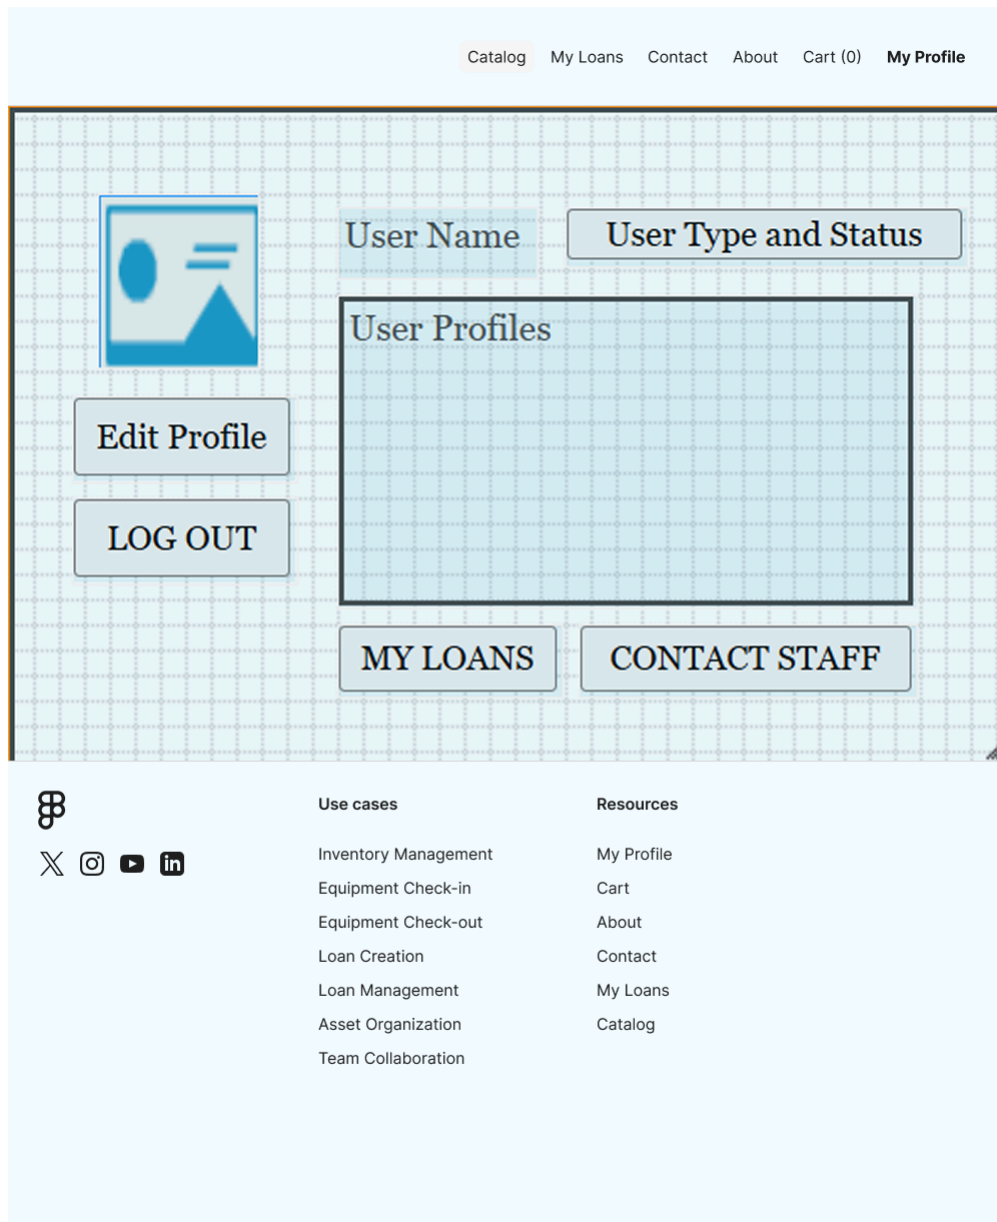 Catalog My Loans Contact About Cart (0) My Profile
User Name
User Type and Status
User Profiles
Edit Profile
LOG OUT
MY LOANS
CONTACT STAFF
Use cases
Inventory Management
Equipment Check-in
Equipment Check-out
Loan Creation
Loan Management
Asset Organization
Team Collaboration
Resources
My Profile
Cart
About
Contact
My Loans
Catalog